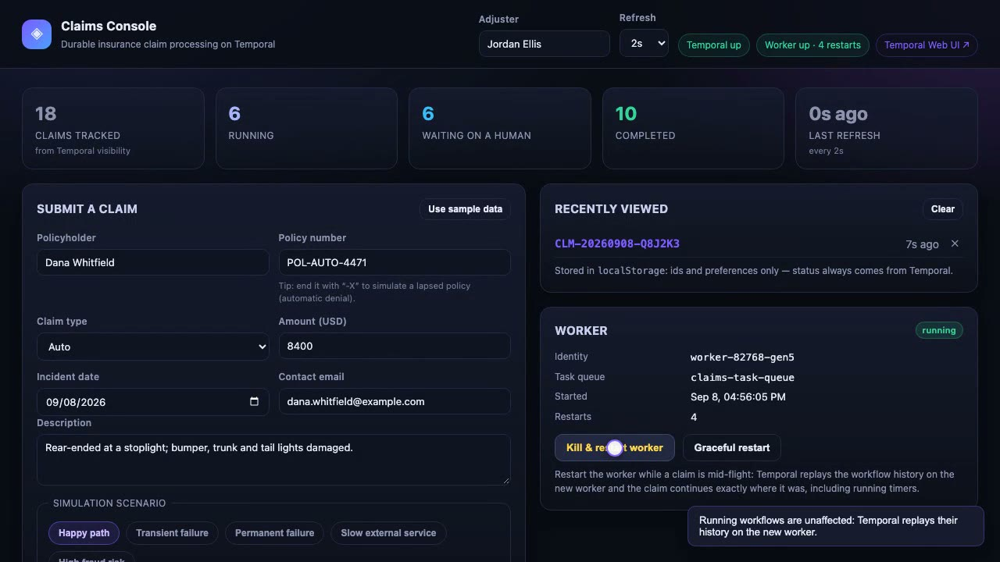 Claims Console
Durable insurance claim processing on Temporal
Adjuster
Jordan Ellis
Refresh
2s
Temporal up
Worker up · 4 restarts
Temporal Web UI ↗
18
CLAIMS TRACKED
from Temporal visibility
6
RUNNING
6
WAITING ON A HUMAN
10
COMPLETED
0s ago
LAST REFRESH
every 2s
SUBMIT A CLAIM
Use sample data
Policyholder
Dana Whitfield
Policy number
POL-AUTO-4471
Tip: end it with “-X” to simulate a lapsed policy
(automatic denial).
Claim type
Auto
Amount (USD)
8400
Incident date
09/08/2026
Contact email
dana.whitfield@example.com
Description
Rear-ended at a stoplight; bumper, trunk and tail lights damaged.
SIMULATION SCENARIO
Happy path
Transient failure
Permanent failure
Slow external service
High fraud risk
RECENTLY VIEWED
Clear
CLM-20260908-Q8J2K3
7s ago ×
Stored in localStorage: ids and preferences only — status always comes from Temporal.
WORKER
running
Identity
worker-82768-gen5
Task queue
claims-task-queue
Started
Sep 8, 04:56:05 PM
Restarts
4
Kill & restart worker
Graceful restart
Restart the worker while a claim is mid-flight: Temporal replays the workflow history on the
new worker and the claim continues exactly where it was, including running timers.
Running workflows are unaffected: Temporal replays their
history on the new worker.